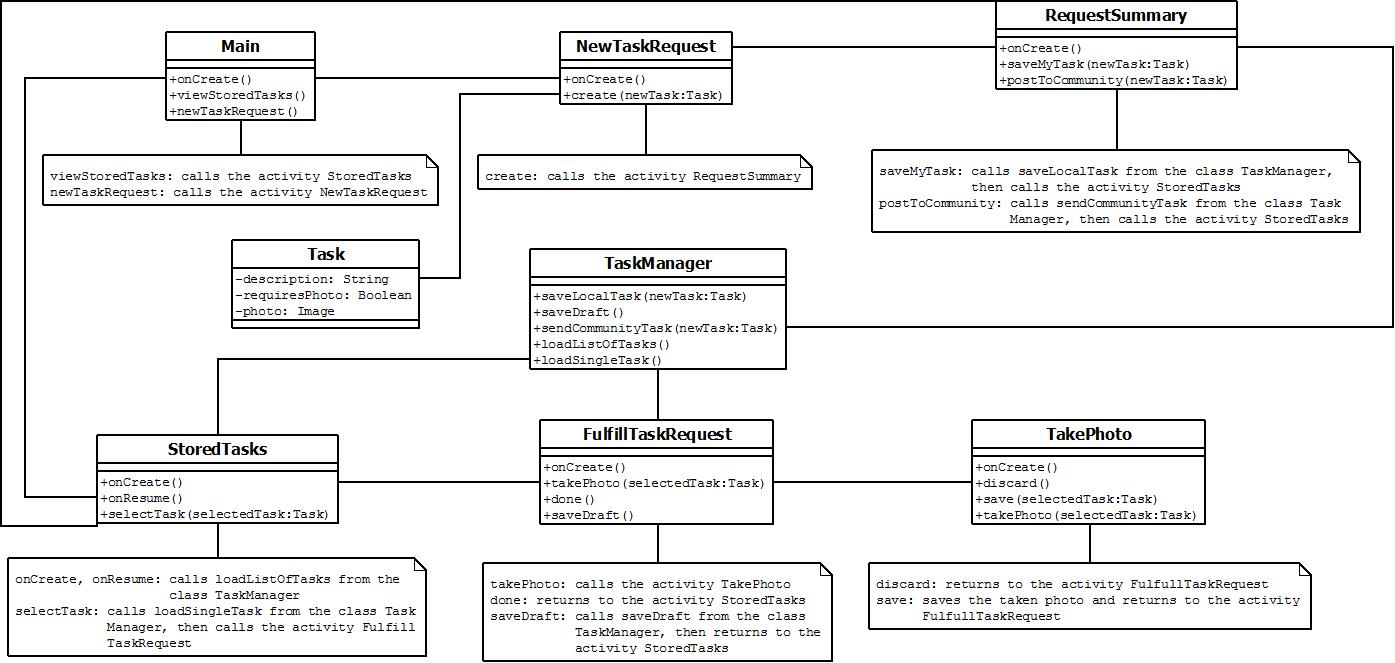 RequestSummary
+onCreate()
+saveMyTask(newTask:Task)
+postToCommunity(newTask:Task)
Main
+onCreate()
+viewStoredTasks()
+newTaskRequest()
NewTaskRequest
+onCreate()
+create(newTask:Task)
viewStoredTasks: calls the activity StoredTasks
newTaskRequest: calls the activity NewTaskRequest
create: calls the activity RequestSummary
saveMyTask: calls saveLocalTask from the class TaskManager,
then calls the activity StoredTasks
postToCommunity: calls sendCommunityTask from the class Task
Manager, then calls the activity StoredTasks
Task
-description: String
-requiresPhoto: Boolean
-photo: Image
TaskManager
+saveLocalTask(newTask:Task)
+saveDraft()
+sendCommunityTask(newTask:Task)
+loadListOfTasks()
+loadSingleTask()
StoredTasks
+onCreate()
+onResume()
+selectTask(selectedTask:Task)
FulfillTaskRequest
+onCreate()
+takePhoto(selectedTask:Task)
+done()
+saveDraft()
TakePhoto
+onCreate()
+discard()
+save(selectedTask:Task)
+takePhoto(selectedTask:Task)
onCreate, onResume: calls loadListOfTasks from the
class TaskManager
selectTask: calls loadSingleTask from the class Task
Manager, then calls the activity Fulfill
TaskRequest
takePhoto: calls the activity TakePhoto
done: returns to the activity StoredTasks
saveDraft: calls saveDraft from the class
TaskManager, then returns to the
activity StoredTasks
discard: returns to the activity FulfullTaskRequest
save: saves the taken photo and returns to the activity
FulfullTaskRequest